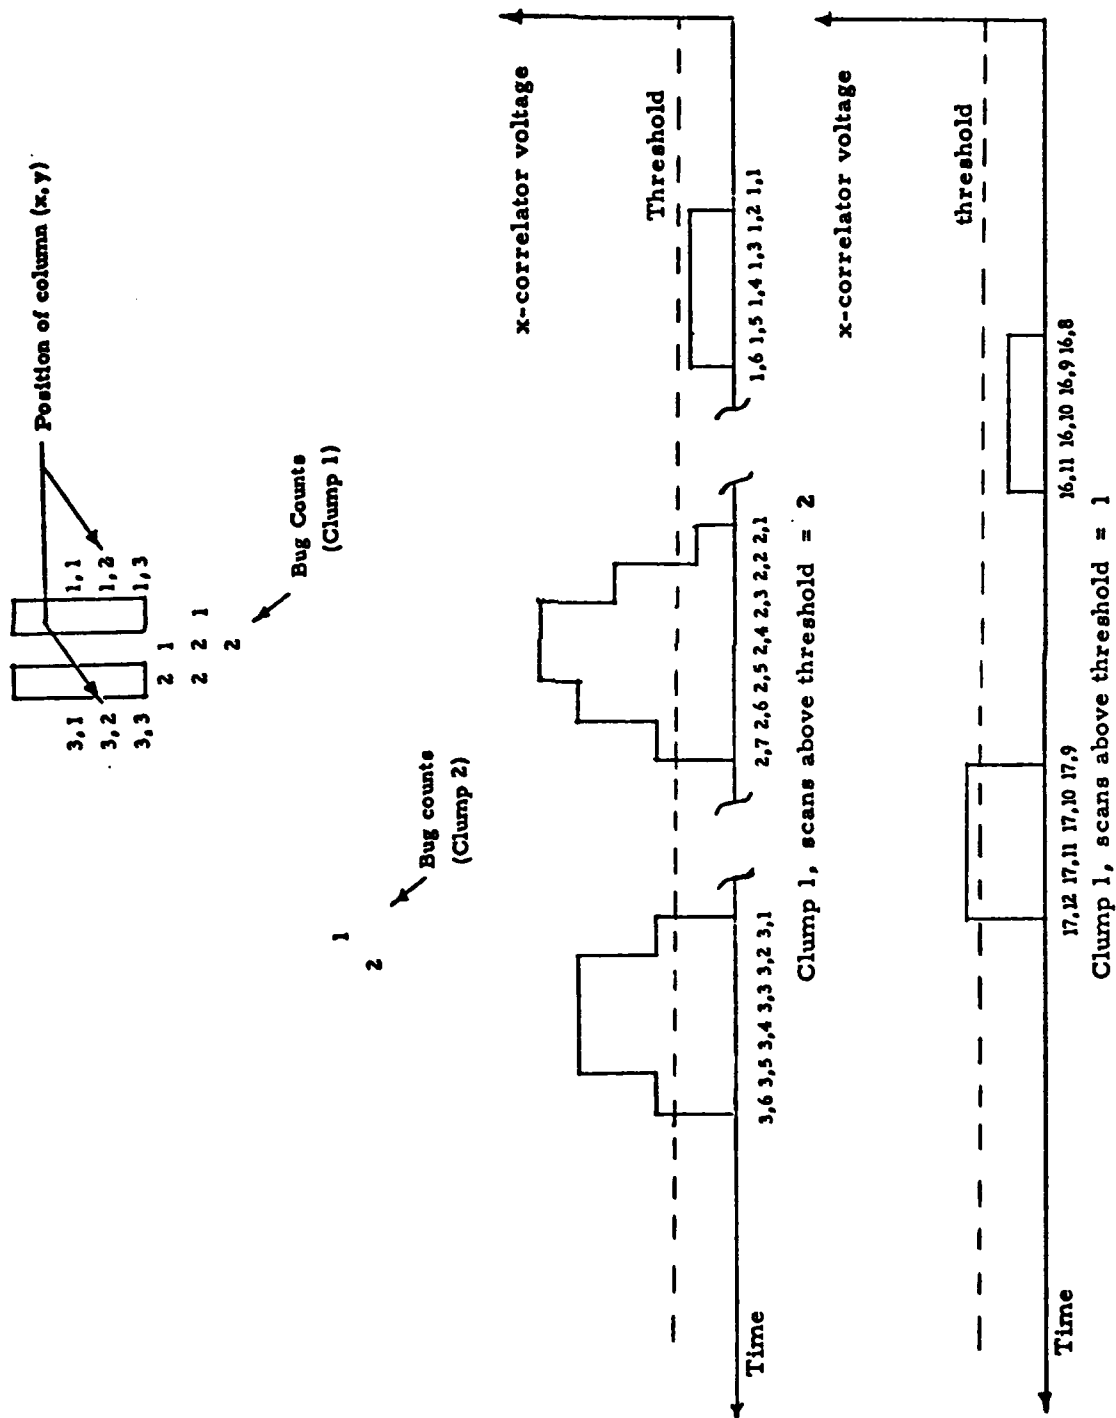 Position of column (x,y)
3,1
3,2
3,3
1,1
1,2
1,3
2 1
2 2 1
2
Bug Counts
(Clump 1)
1
2
Bug counts
(Clump 2)
x-correlator voltage
Threshold
3,6 3,5 3,4 3,3 3,2 3,1
2,7 2,6 2,5 2,4 2,3 2,2 2,1
1,6 1,5 1,4 1,3 1,2 1,1
Time
Clump 1, scans above threshold = 2
x-correlator voltage
threshold
17,12 17,11 17,10 17,9
16,11 16,10 16,9 16,8
Time
Clump 1, scans above threshold = 1